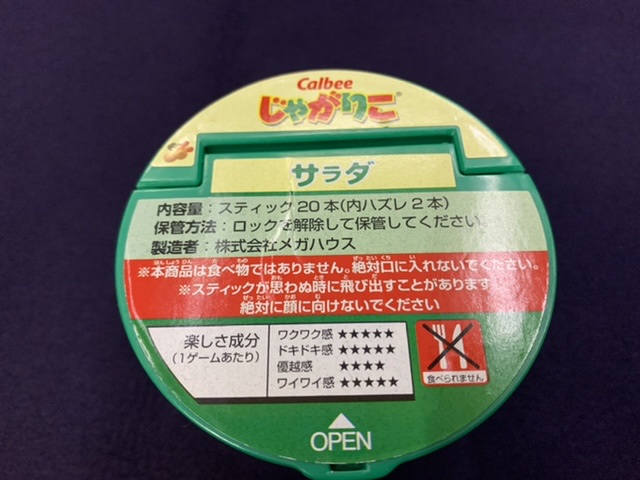 Calbee
じゃがりこ
サラダ
内容量：スティック20本(内ハズレ2本)
保管方法：ロックを解除して保管してください。
製造者：株式会社メガハウス
※本商品は食べ物ではありません。絶対口に入れないでください。
※スティックが思わぬ時に飛び出すことがあります
絶対に顔に向けないでください
楽しさ成分
(1ゲームあたり)
ワクワク感 ★★★★★
ドキドキ感 ★★★★★
優越感 ★★★★
ワイワイ感 ★★★★★
食べられません
OPEN